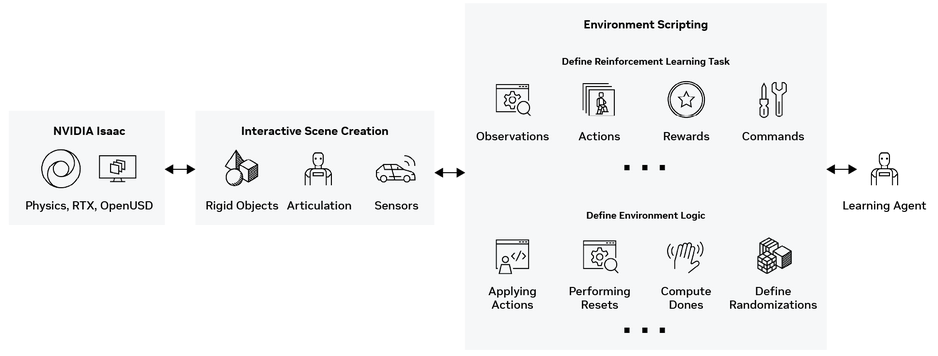 NVIDIA Isaac
Physics, RTX, OpenUSD
Interactive Scene Creation
Rigid Objects
Articulation
Sensors
Environment Scripting
Define Reinforcement Learning Task
Observations
Actions
Rewards
Commands
Define Environment Logic
Applying
Actions
Performing
Resets
Compute
Dones
Define
Randomizations
Learning Agent